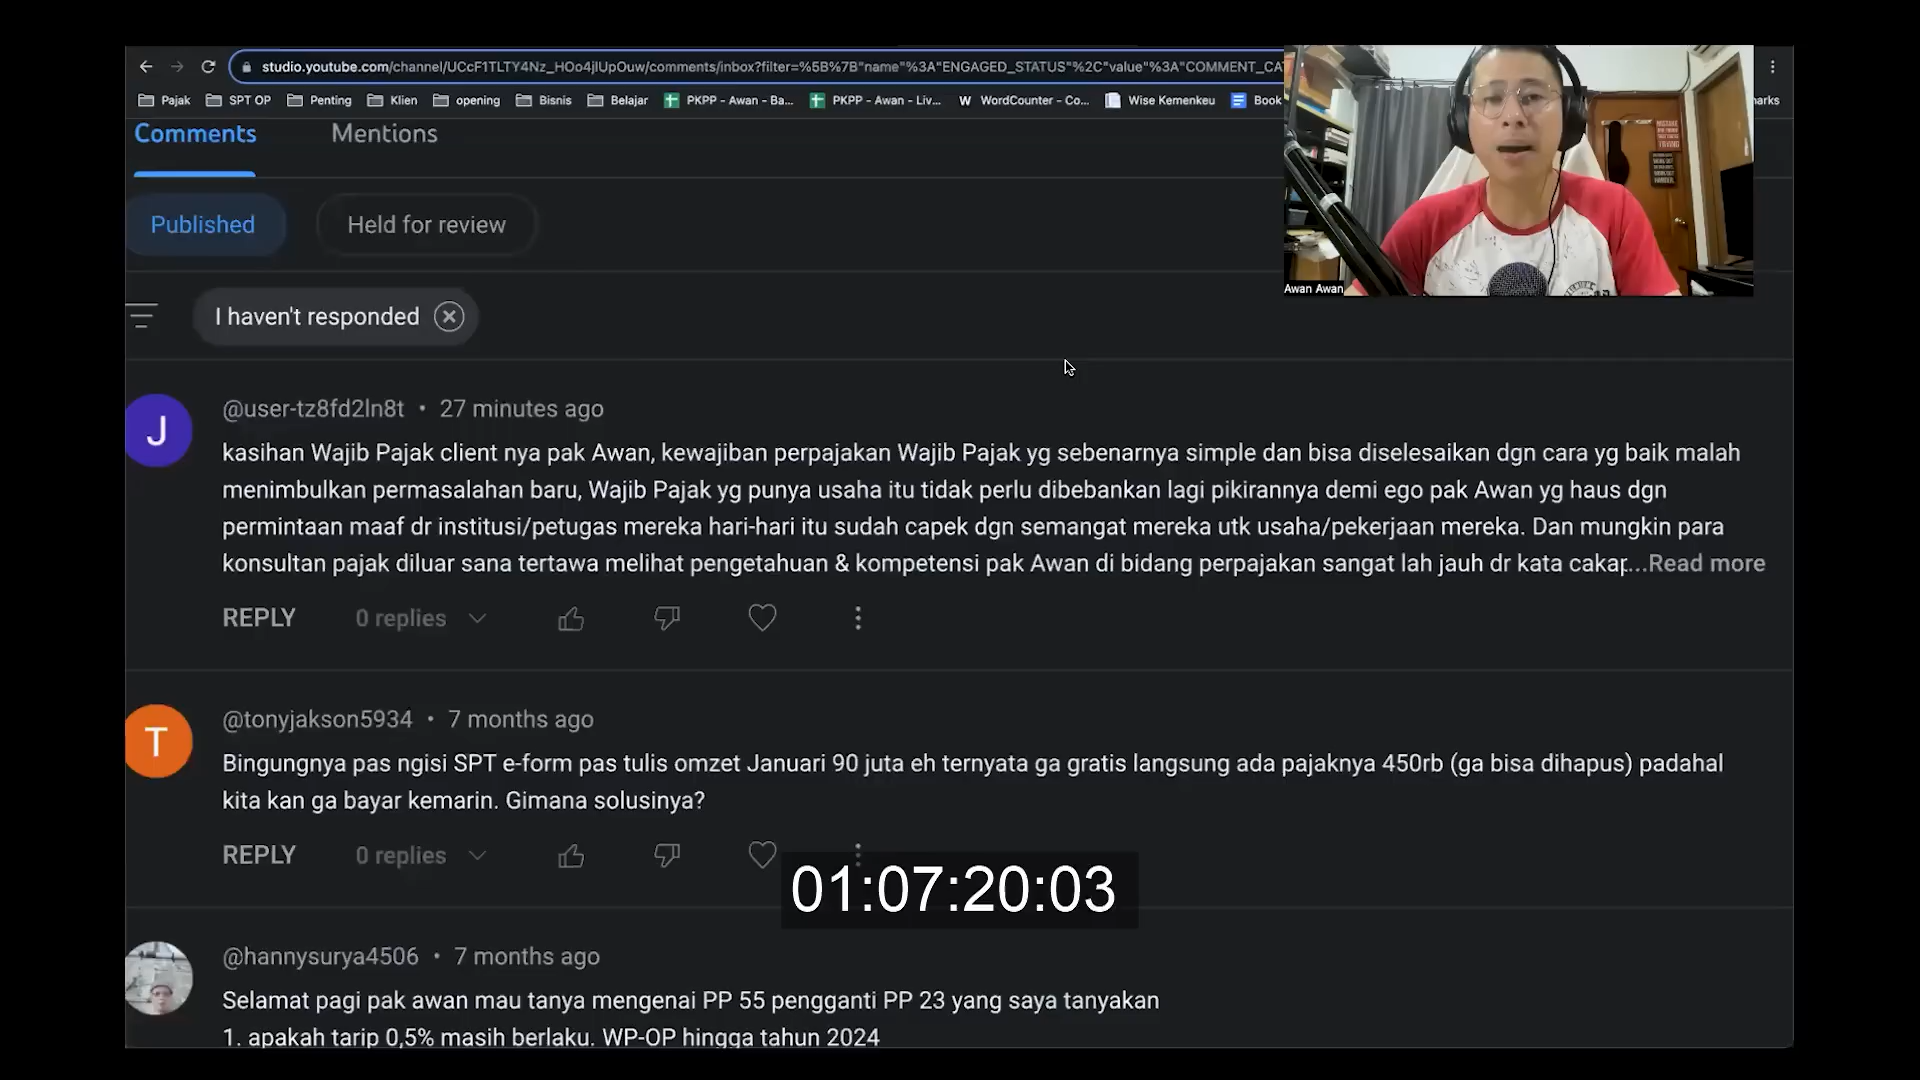 studio.youtube.com/channel/UCcF1TLTY4Nz_HOo4jlUpOuw/comments/inbox?filter=%5B%7B"name"%3A"ENGAGED_STATUS"%2C"value"%3A"COMMENT_CA
Pajak SPT OP Penting Klien opening Bisnis Belajar PKPP - Awan - Ba... PKPP - Awan - Liv... WordCounter - Co... Wise Kemenkeu Book arks
Comments Mentions
Awan Awan
Published Held for review
I haven't responded
J
@user-tz8fd2ln8t • 27 minutes ago
kasihan Wajib Pajak client nya pak Awan, kewajiban perpajakan Wajib Pajak yg sebenarnya simple dan bisa diselesaikan dgn cara yg baik malah
menimbulkan permasalahan baru, Wajib Pajak yg punya usaha itu tidak perlu dibebankan lagi pikirannya demi ego pak Awan yg haus dgn
permintaan maaf dr institusi/petugas mereka hari-hari itu sudah capek dgn semangat mereka utk usaha/pekerjaan mereka. Dan mungkin para
konsultan pajak diluar sana tertawa melihat pengetahuan & kompetensi pak Awan di bidang perpajakan sangat lah jauh dr kata cakap...Read more
REPLY 0 replies
T
@tonyjakson5934 • 7 months ago
Bingungnya pas ngisi SPT e-form pas tulis omzet Januari 90 juta eh ternyata ga gratis langsung ada pajaknya 450rb (ga bisa dihapus) padahal
kita kan ga bayar kemarin. Gimana solusinya?
REPLY 0 replies
01:07:20:03
@hannysurya4506 • 7 months ago
Selamat pagi pak awan mau tanya mengenai PP 55 pengganti PP 23 yang saya tanyakan
1. apakah tarip 0,5% masih berlaku. WP-OP hingga tahun 2024